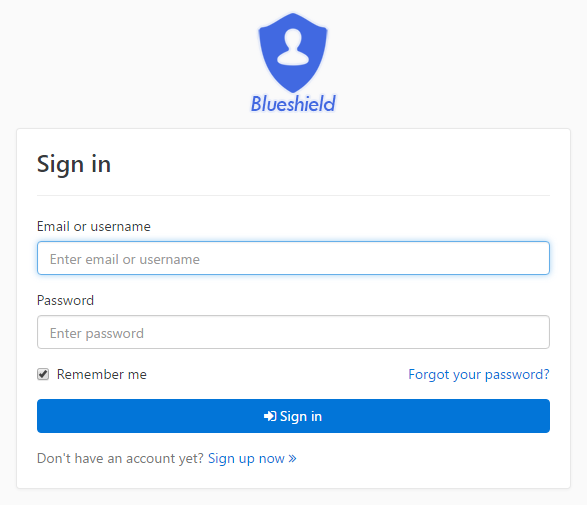 Blueshield
Sign in
Email or username
Enter email or username
Password
Enter password
Remember me Forgot your password?
Sign in
Don't have an account yet? Sign up now »